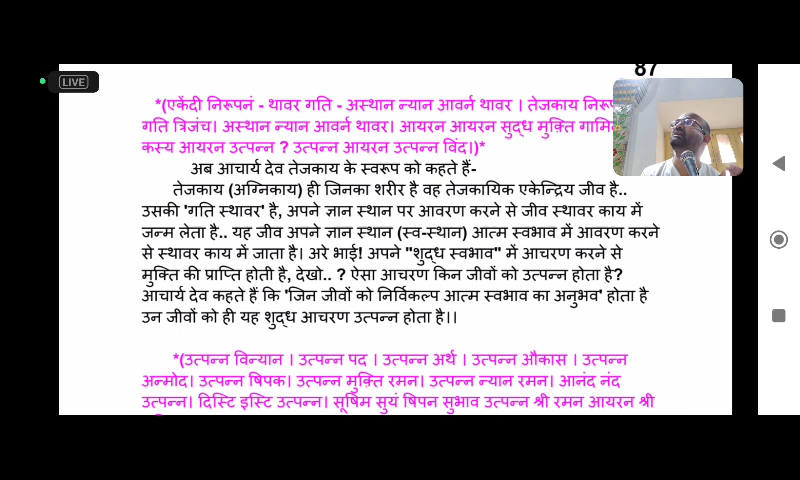 87
LIVE
*(एकेंदी निरूपनं - थावर गति - अस्थान न्यान आवर्न थावर । तेजकाय
गति त्रिजंच। अस्थान न्यान आवर्न थावर। आयरन आयरन सुद्ध मुक्ति
कस्य आयरन उत्पन्न ? उत्पन्न आयरन उत्पन्न विंद।)*
अब आचार्य देव तेजकाय के स्वरूप को कहते हैं-
तेजकाय (अग्निकाय) ही जिनका शरीर है वह तेजकायिक एकेन्द्रिय जीव है..
उसकी 'गति स्थावर' है, अपने ज्ञान स्थान पर आवरण करने से जीव स्थावर काय में
जन्म लेता है.. यह जीव अपने ज्ञान स्थान (स्व-स्थान) आत्म स्वभाव में आवरण करने
से स्थावर काय में जाता है। अरे भाई! अपने "शुद्ध स्वभाव" में आचरण करने से
मुक्ति की प्राप्ति होती है, देखो.. ? ऐसा आचरण किन जीवों को उत्पन्न होता है?
आचार्य देव कहते हैं कि 'जिन जीवों को निर्विकल्प आत्म स्वभाव का अनुभव' होता है
उन जीवों को ही यह शुद्ध आचरण उत्पन्न होता है।।
*(उत्पन्न विन्यान । उत्पन्न पद । उत्पन्न अर्थ । उत्पन्न औकास । उत्पन्न
अन्मोद। उत्पन्न षिपक। उत्पन्न मुक्ति रमन। उत्पन्न न्यान रमन। आनंद नंद
उत्पन्न। दिस्टि इस्टि उत्पन्न। सूषिम सुयं षिपन सुभाव उत्पन्न श्री रमन आयरन श्री